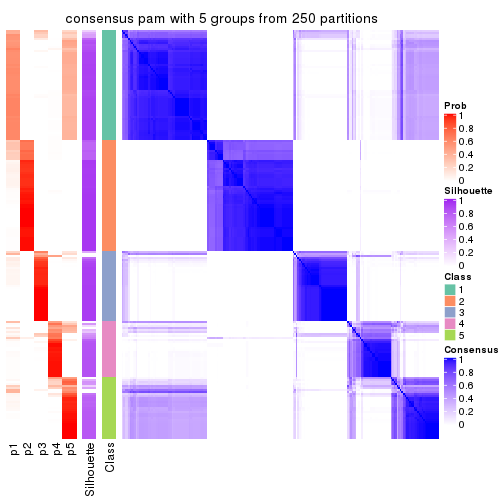 consensus pam with 5 groups from 250 partitions
Prob
1
0.8
0.6
0.4
0.2
0
Silhouette
1
0.8
0.6
0.4
0.2
0
Class
1
2
3
4
5
Consensus
1
0.8
0.6
0.4
0.2
0
p1
p2
p3
p4
p5
Silhouette
Class